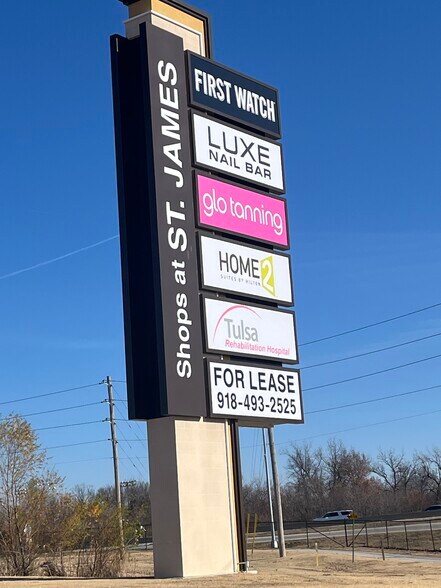 Shops at ST. JAMES
FIRST WATCH
LUXE
NAIL BAR
glo tanning
HOME2
SUITES BY HILTON
Tulsa
Rehabilitation Hospital
FOR LEASE
918-493-2525